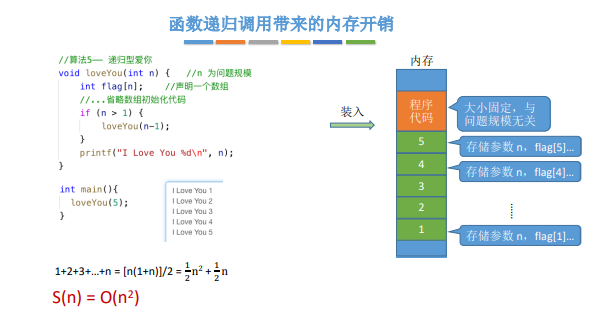 函数递归调用带来的内存开销
//算法5—— 递归型爱你
void loveYou(int n) {   //n 为问题规模
    int flag[n];    //声明一个数组
    //...省略数组初始化代码
    if (n > 1) {
        loveYou(n-1);
    }
    printf("I Love You %d\n", n);
}
int main(){
  loveYou(5);
}
I Love You 1
I Love You 2
I Love You 3
I Love You 4
I Love You 5
1+2+3+...+n = [n(1+n)]/2 = 1/2 n² + 1/2 n
S(n) = O(n²)
装入
内存
程序
代码
大小固定，与
问题规模无关
5
存储参数 n，flag[5]...
4
存储参数 n，flag[4]...
3
2
......
1
存储参数 n，flag[1]...